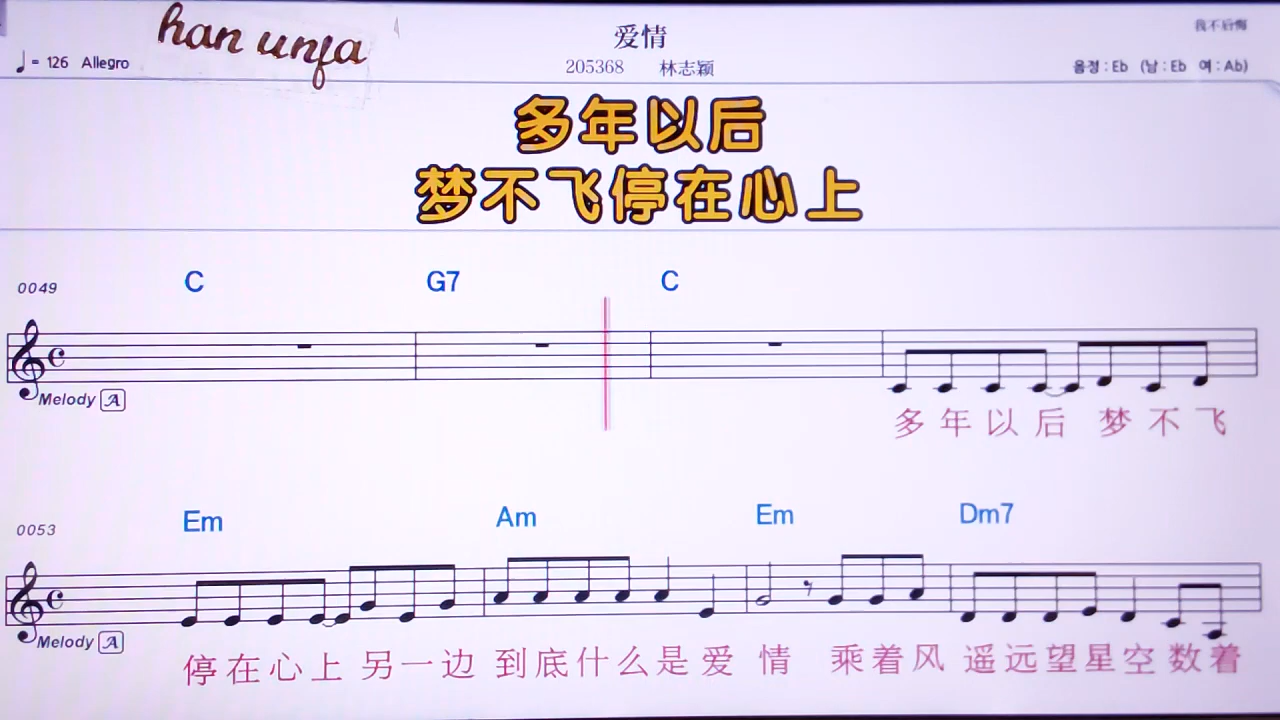 han unfa
爱情
我不后悔
♩= 126 Allegro
205368 林志颖
음정 : Eb (남 : Eb 여 : Ab)
多年以后
梦不飞停在心上
C G7 C
0049
Melody A
多年以后 梦不飞
Em Am Em Dm7
0053
Melody A
停在心上另一边到底什么是爱情 乘着风遥远望星空数着